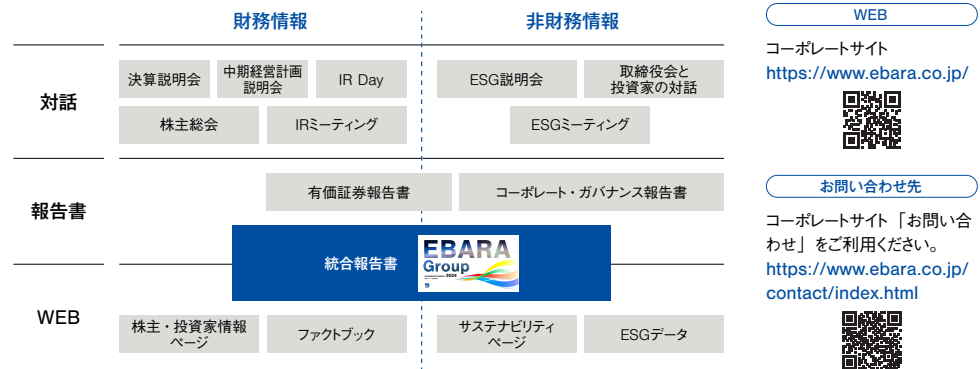 財務情報
非財務情報
対話
決算説明会
中期経営計画
説明会
IR Day
ESG説明会
取締役会と
投資家の対話
株主総会
IRミーティング
ESGミーティング
報告書
有価証券報告書
コーポレート・ガバナンス報告書
統合報告書
EBARA
Group
2024
WEB
株主・投資家情報
ページ
ファクトブック
サステナビリティ
ページ
ESGデータ
WEB
コーポレートサイト
https://www.ebara.co.jp/
お問い合わせ先
コーポレートサイト「お問い合
わせ」をご利用ください。
https://www.ebara.co.jp/
contact/index.html